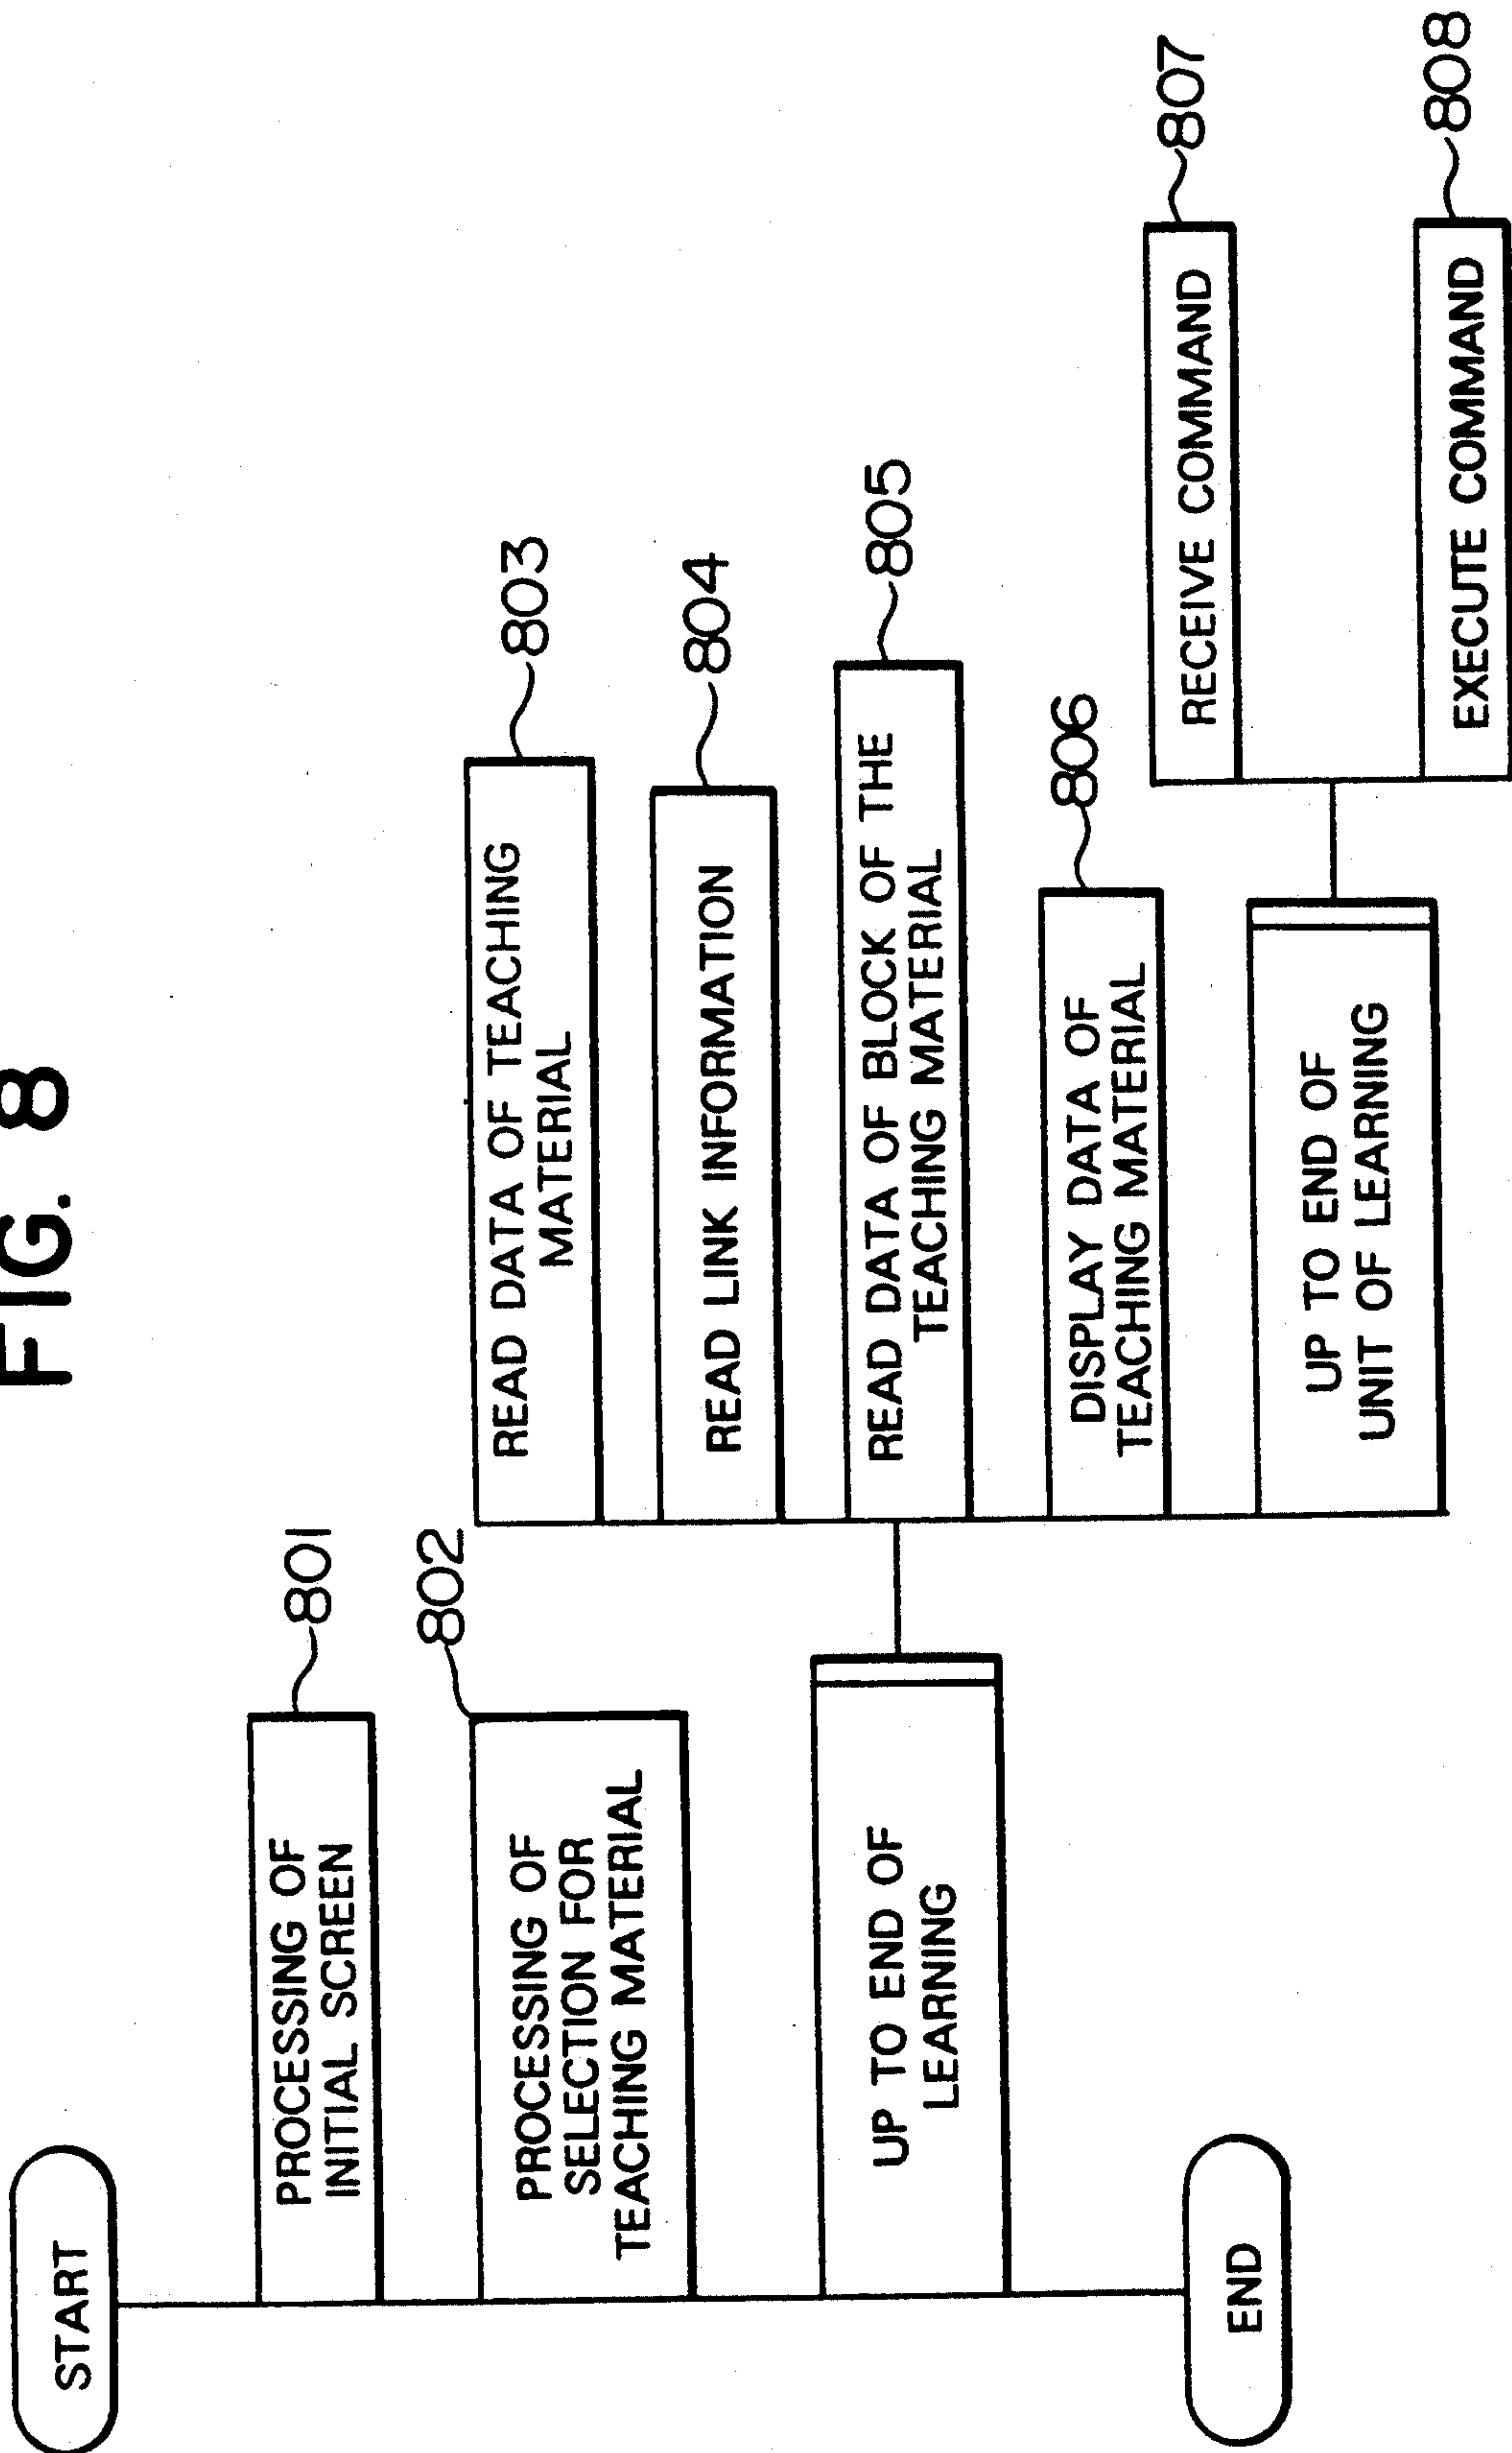 FIG. 8
START
PROCESSING OF
INITIAL SCREEN
801
PROCESSING OF
SELECTION FOR
TEACHING MATERIAL
802
UP TO END OF
LEARNING
READ DATA OF TEACHING
MATERIAL
803
READ LINK INFORMATION
804
READ DATA OF BLOCK OF THE
TEACHING MATERIAL
805
DISPLAY DATA OF
TEACHING MATERIAL
806
UP TO END OF
UNIT OF LEARNING
RECEIVE COMMAND
807
EXECUTE COMMAND
808
END